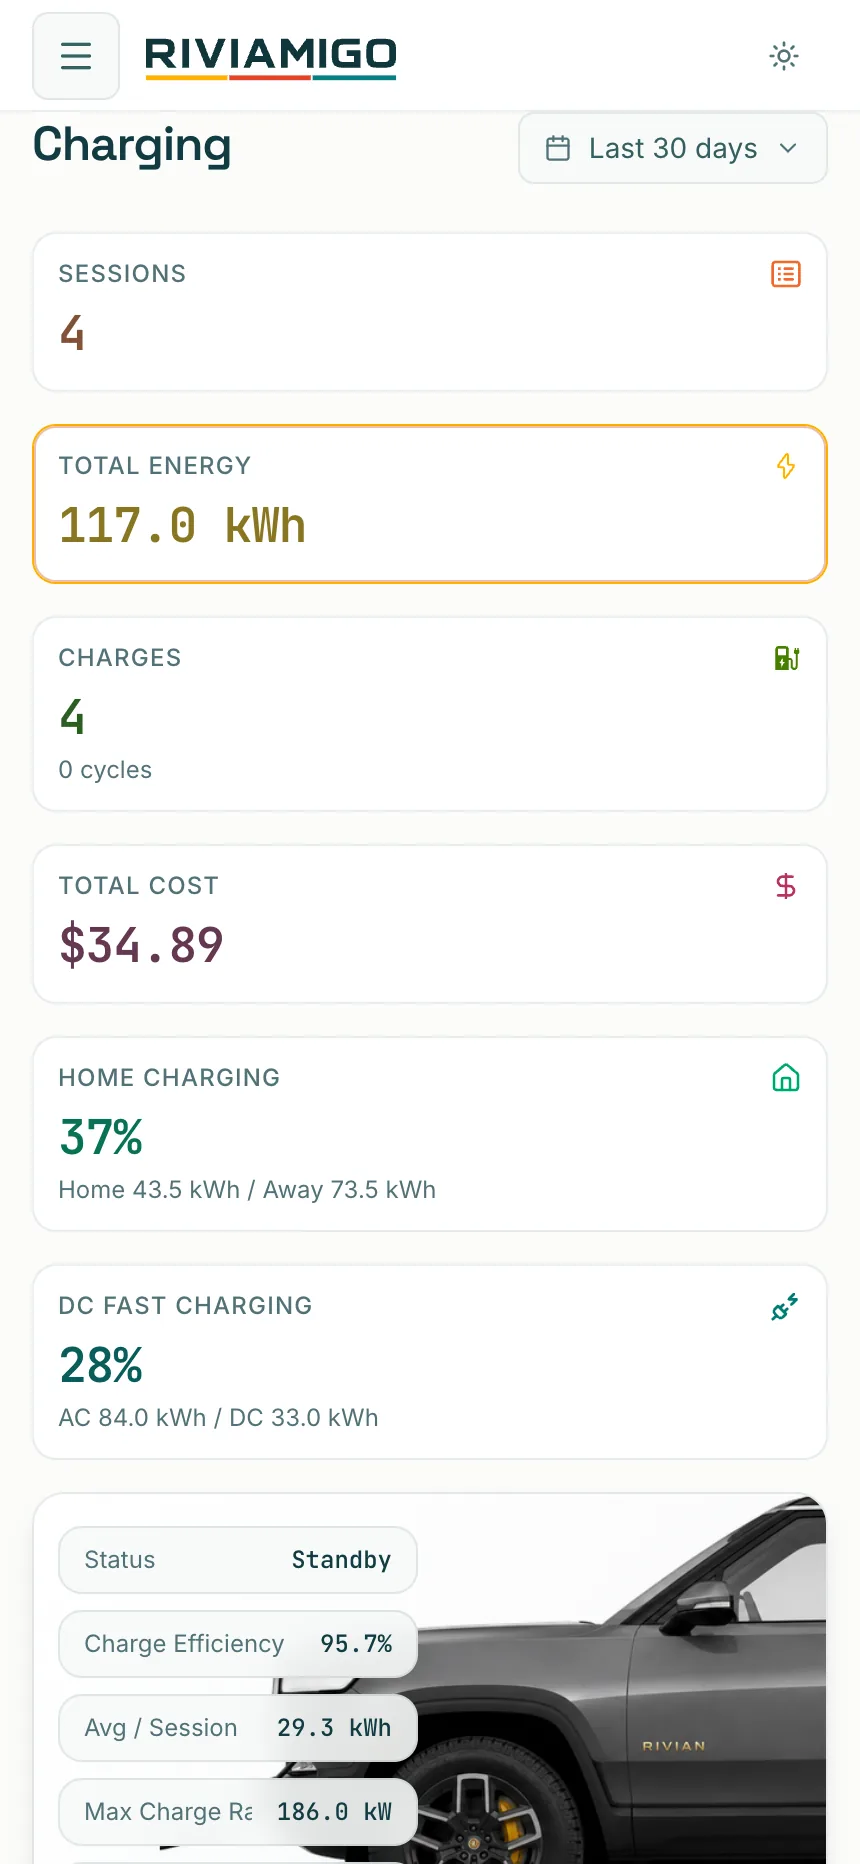 RIVIAMIGO
Charging
Last 30 days
SESSIONS
4
TOTAL ENERGY
117.0 kWh
CHARGES
4
0 cycles
TOTAL COST
$34.89
HOME CHARGING
37%
Home 43.5 kWh / Away 73.5 kWh
DC FAST CHARGING
28%
AC 84.0 kWh / DC 33.0 kWh
Status Standby
Charge Efficiency 95.7%
Avg / Session 29.3 kWh
Max Charge Ra 186.0 kW
RIVIAN